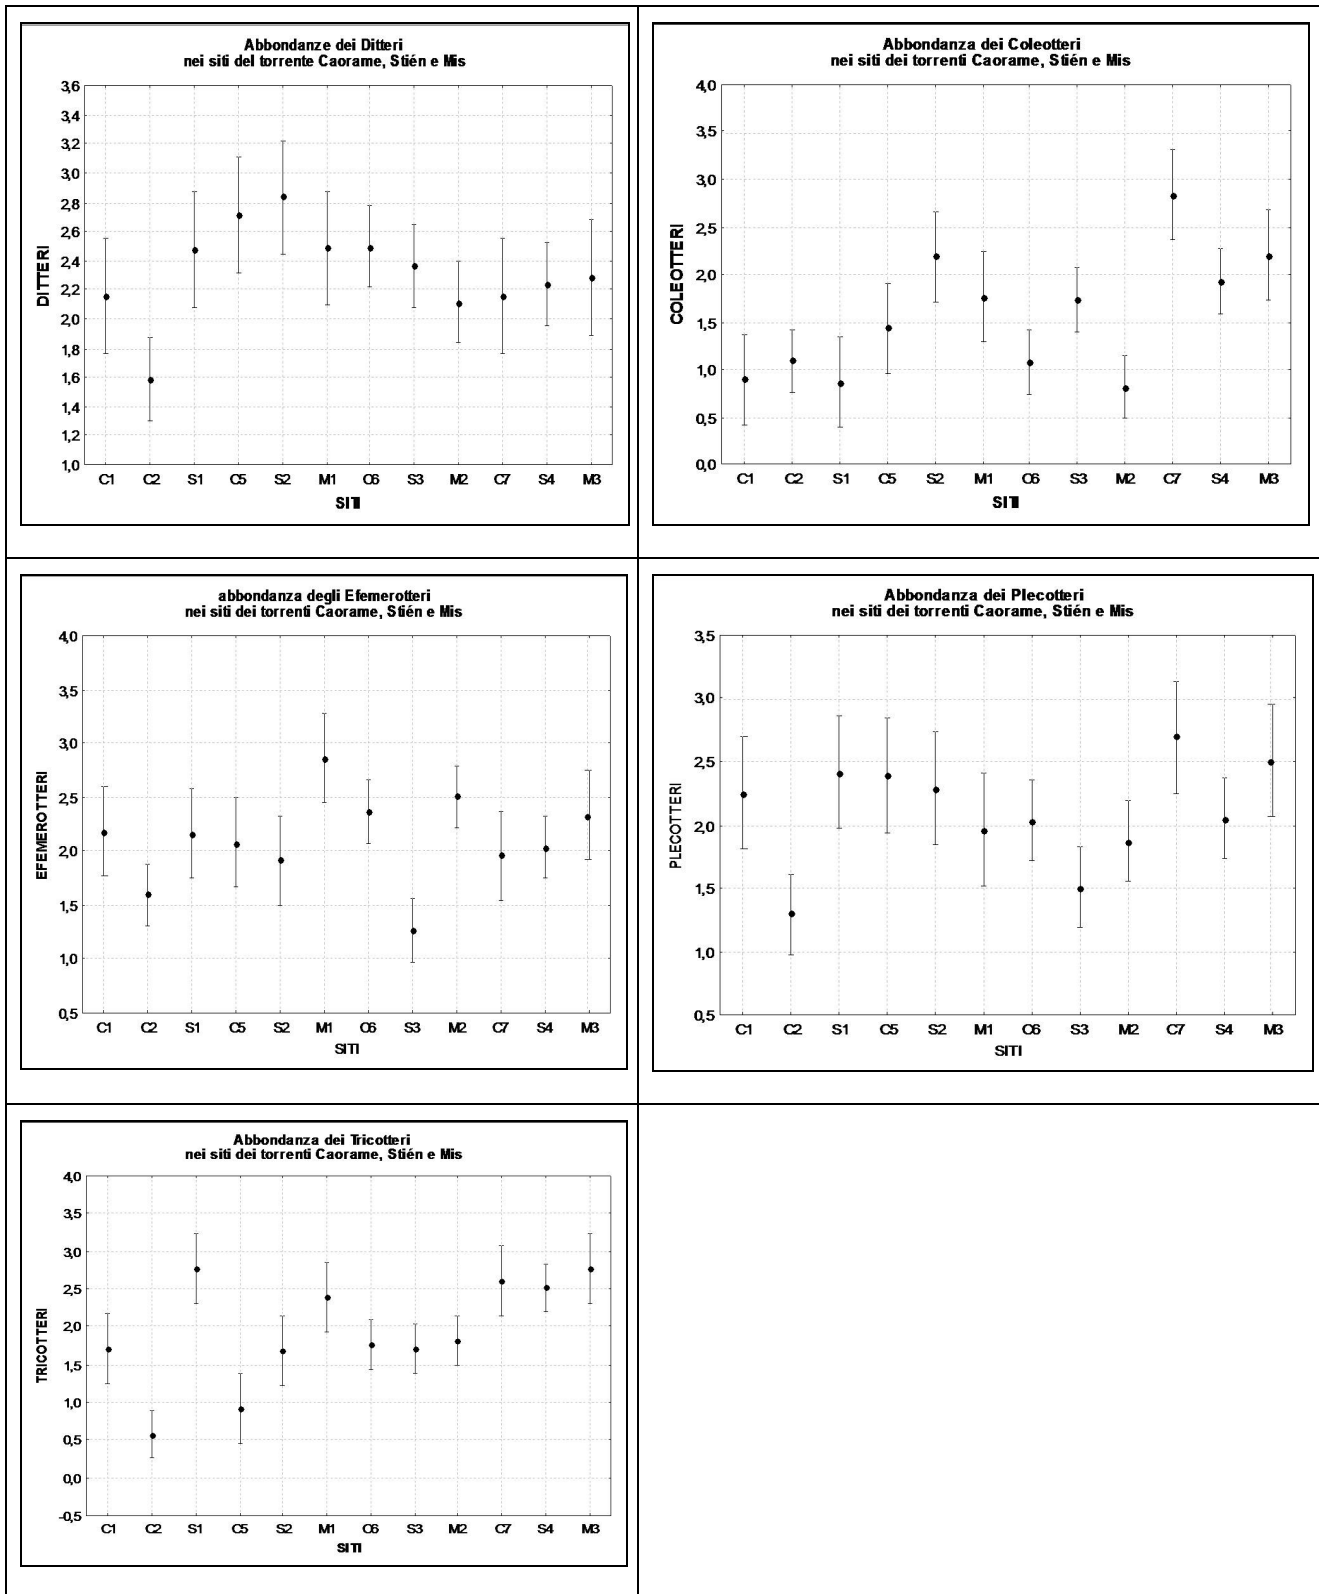 Abbondanze dei Ditteri
nei siti del torrente Caorame, Stién e Mis
DITTERI
3,6
3,4
3,2
3,0
2,8
2,6
2,4
2,2
2,0
1,8
1,6
1,4
1,2
1,0
C1 C2 S1 C5 S2 M1 C6 S3 M2 C7 S4 M3
SITI
Abbondanza dei Coleotteri
nei siti dei torrenti Caorame, Stién e Mis
COLEOTTERI
4,0
3,5
3,0
2,5
2,0
1,5
1,0
0,5
0,0
C1 C2 S1 C5 S2 M1 C6 S3 M2 C7 S4 M3
SITI
abbondanza degli Efemerotteri
nei siti dei torrenti Caorame, Stién e Mis
EFEMEROTTERI
4,0
3,5
3,0
2,5
2,0
1,5
1,0
0,5
C1 C2 S1 C5 S2 M1 C6 S3 M2 C7 S4 M3
SITI
Abbondanza dei Plecotteri
nei siti dei torrenti Caorame, Stién e Mis
PLECOTTERI
3,5
3,0
2,5
2,0
1,5
1,0
0,5
C1 C2 S1 C5 S2 M1 C6 S3 M2 C7 S4 M3
SITI
Abbondanza dei Tricotteri
nei siti dei torrenti Caorame, Stién e Mis
TRICOTTERI
4,0
3,5
3,0
2,5
2,0
1,5
1,0
0,5
0,0
-0,5
C1 C2 S1 C5 S2 M1 C6 S3 M2 C7 S4 M3
SITI